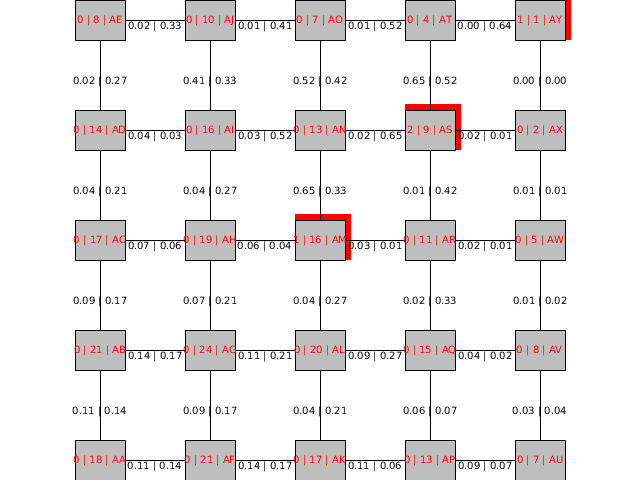 0 | 8 | AE 0.02 | 0.33 0 | 10 | AJ 0.01 | 0.41 0 | 7 | AO 0.01 | 0.52 0 | 4 | AT 0.00 | 0.64 1 | 1 | AY
0.02 | 0.27 0.41 | 0.33 0.52 | 0.42 0.65 | 0.52 0.00 | 0.00
0 | 14 | AD 0.04 | 0.03 0 | 16 | AI 0.03 | 0.52 0 | 13 | AN 0.02 | 0.65 2 | 9 | AS 0.02 | 0.01 0 | 2 | AX
0.04 | 0.21 0.04 | 0.27 0.65 | 0.33 0.01 | 0.42 0.01 | 0.01
0 | 17 | AC 0.07 | 0.06 0 | 19 | AH 0.06 | 0.04 1 | 16 | AM 0.03 | 0.01 0 | 11 | AR 0.02 | 0.01 0 | 5 | AW
0.09 | 0.17 0.07 | 0.21 0.04 | 0.27 0.02 | 0.33 0.01 | 0.02
0 | 21 | AB 0.14 | 0.17 0 | 24 | AG 0.11 | 0.21 0 | 20 | AL 0.09 | 0.27 0 | 15 | AQ 0.04 | 0.02 0 | 8 | AV
0.11 | 0.14 0.09 | 0.17 0.04 | 0.21 0.06 | 0.07 0.03 | 0.04
0 | 18 | AA 0.11 | 0.14 0 | 21 | AF 0.14 | 0.17 0 | 17 | AK 0.11 | 0.06 0 | 13 | AP 0.09 | 0.07 0 | 7 | AU